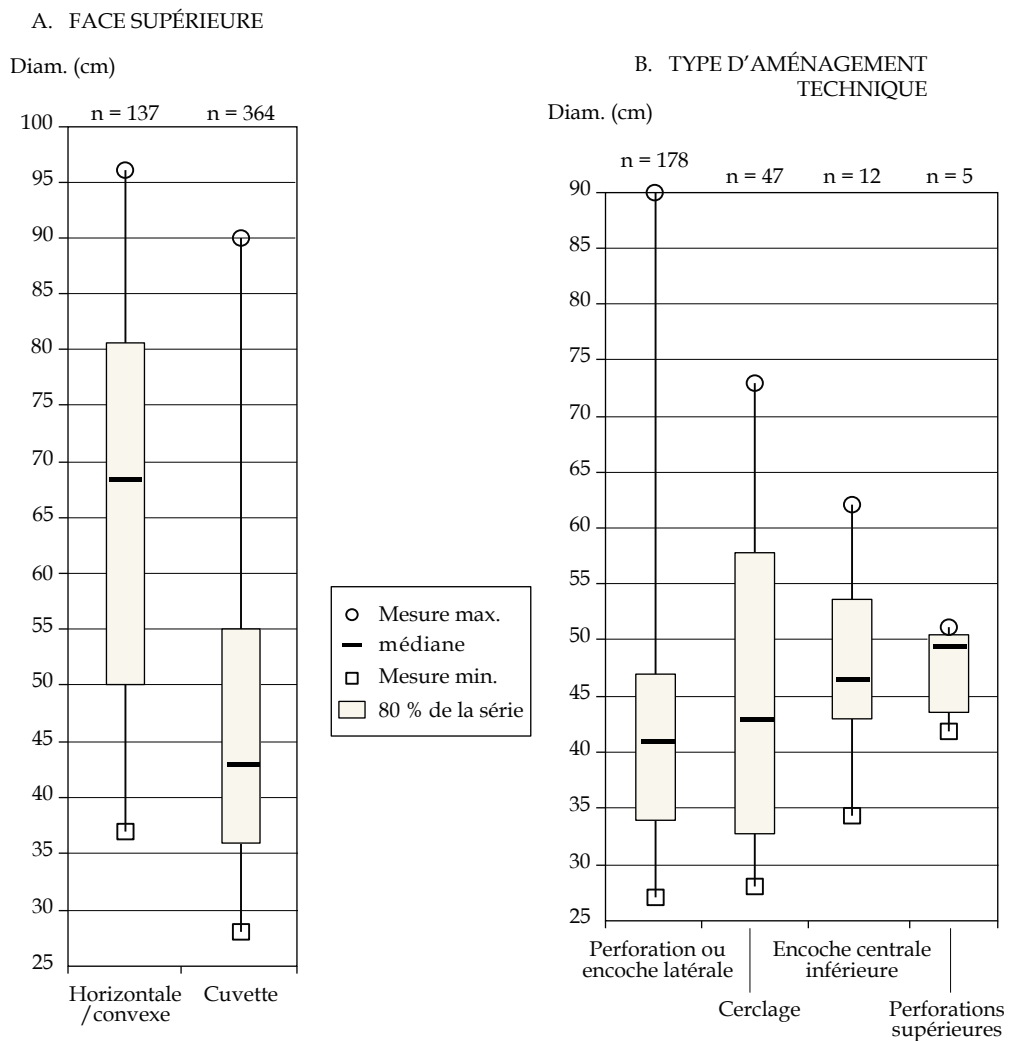 A. FACE SUPÉRIEURE
Diam. (cm)
n = 137 n = 364
100
95
90
85
80
75
70
65
60
55
50
45
40
35
30
25
Horizontale
/convexe
Cuvette
Mesure max.
médiane
Mesure min.
80 % de la série
B. TYPE D'AMÉNAGEMENT
TECHNIQUE
Diam. (cm)
n = 178
n = 47 n = 12 n = 5
90
85
80
75
70
65
60
55
50
45
40
35
30
25
Perforation ou
encoche latérale
Cerclage
Encoche centrale
inférieure
Perforations
supérieures